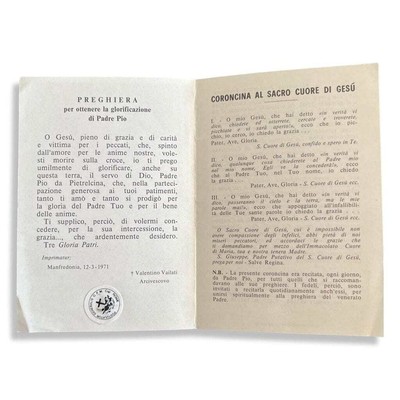 PREGHIERA
per ottenere la glorificazione
di Padre Pio
O Gesú, pieno di grazia e di carità
e vittima per i peccati, che, spinto
dall'amore per le anime nostre, vole-
sti morire sulla croce, io ti prego
umilmente di glorificare, anche su
questa terra, il servo di Dio, Padre
Pio da Pietrelcina, che, nella parteci-
pazione generosa ai tuoi patimenti,
tanto ti amò e tanto si prodigò per
la gloria del Padre Tuo e per il bene
delle anime.
Ti supplico, perciò, di volermi con-
cedere, per la sua intercessione, la
grazia..., che ardentemente desidero.
Tre Gloria Patri.
Imprimatur:
Manfredonia, 12-3-1971
† Valentino Vailati
Arcivescovo
CORONCINA AL SACRO CUORE DI GESÚ
I. - O mio Gesú, che hai detto «in verità vi
dico, chiedete ed otterrete, cercate e troverete,
picchiate e vi sarà aperto!», ecco che io pic-
chio, io cerco, io chiedo la grazia...
Pater, Ave, Gloria - S. Cuore di Gesú, confido e spero in Te.
II. - O mio Gesú, che hai detto «in verità vi
dico, qualunque cosa chiederete al Padre mio
nel mio nome, Egli ve la concederà!», ecco
che al Padre Tuo, nel Tuo nome, io chiedo
la grazia...
Pater, Ave, Gloria - S. Cuore di Gesú ecc.
III. - O mio Gesú, che hai detto «in verità vi
dico, passeranno il cielo e la terra, ma le mie
parole mai!», ecco che appoggiato all'infallibili-
tà delle Tue sante parole io chiedo la grazia...
Pater, Ave, Gloria - S. Cuore di Gesú ecc.
O Sacro Cuore di Gesú, cui è impossibile non
avere compassione degli infelici, abbi pietà di noi
miseri peccatori, ed accordaci le grazie che
ti domandiamo per mezzo dell'Immacolato Cuore
di Maria, tua e nostra tenera madre.
S. Giuseppe, Padre Putativo del S. Cuore di Gesú,
prega per noi - Salve Regina.
N.B. - La presente coroncina era recitata, ogni giorno,
da Padre Pio, per tutti quelli che si raccoman-
davano alle sue preghiere. I fedeli, perciò, sono
invitati a recitarla quotidianamente anch'essi, per
unirsi spiritualmente alla preghiera del venerato
Padre.